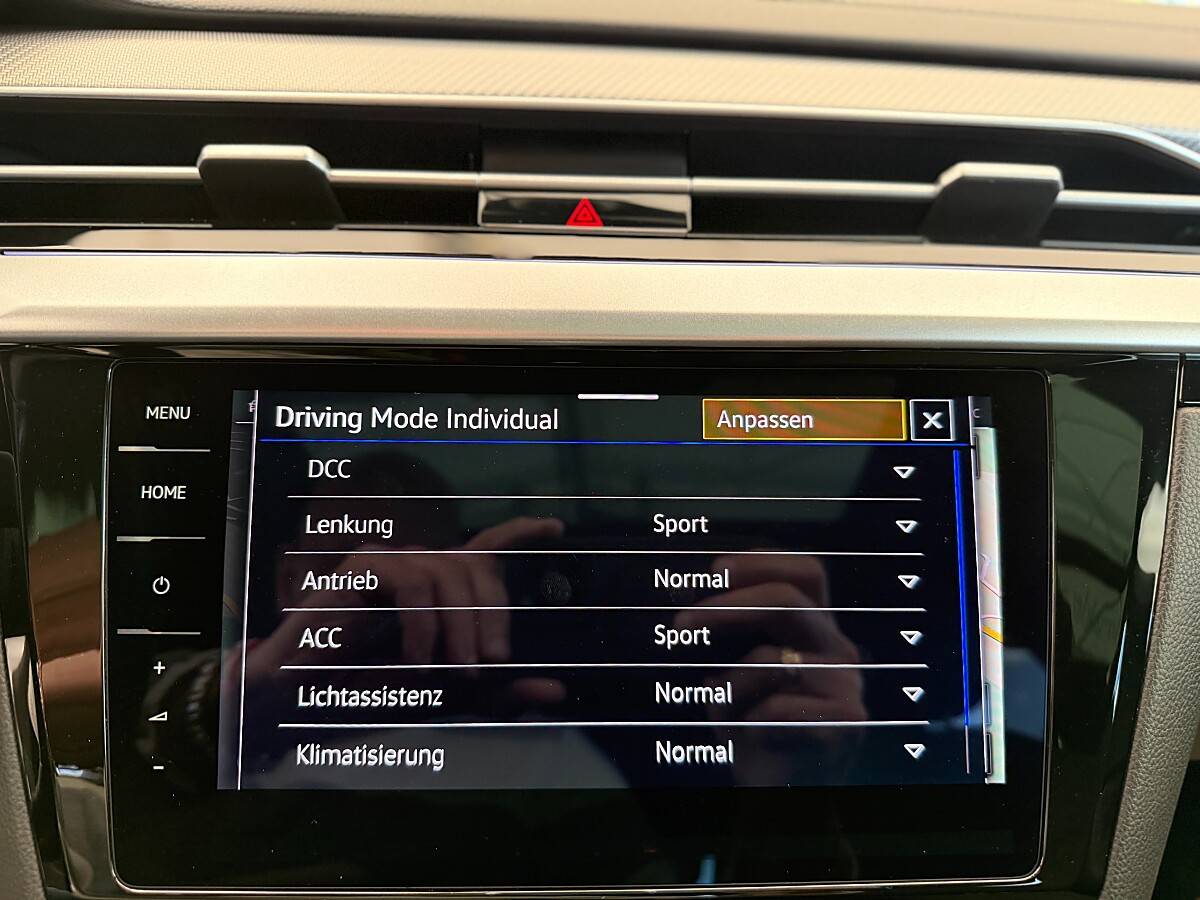 MENU
HOME
Driving Mode Individual Anpassen
DCC
Lenkung Sport
Antrieb Normal
ACC Sport
Lichtassistenz Normal
Klimatisierung Normal